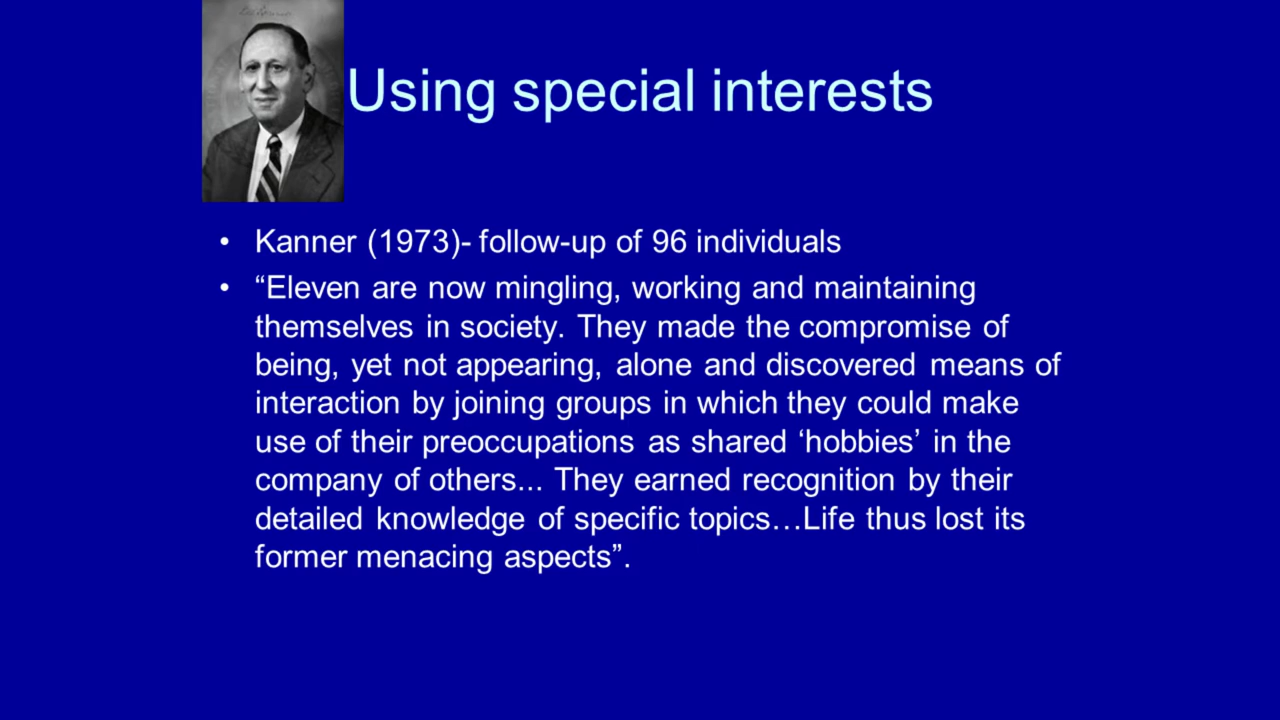 Using special interests
• Kanner (1973)- follow-up of 96 individuals
• “Eleven are now mingling, working and maintaining
themselves in society. They made the compromise of
being, yet not appearing, alone and discovered means of
interaction by joining groups in which they could make
use of their preoccupations as shared ‘hobbies’ in the
company of others... They earned recognition by their
detailed knowledge of specific topics…Life thus lost its
former menacing aspects”.